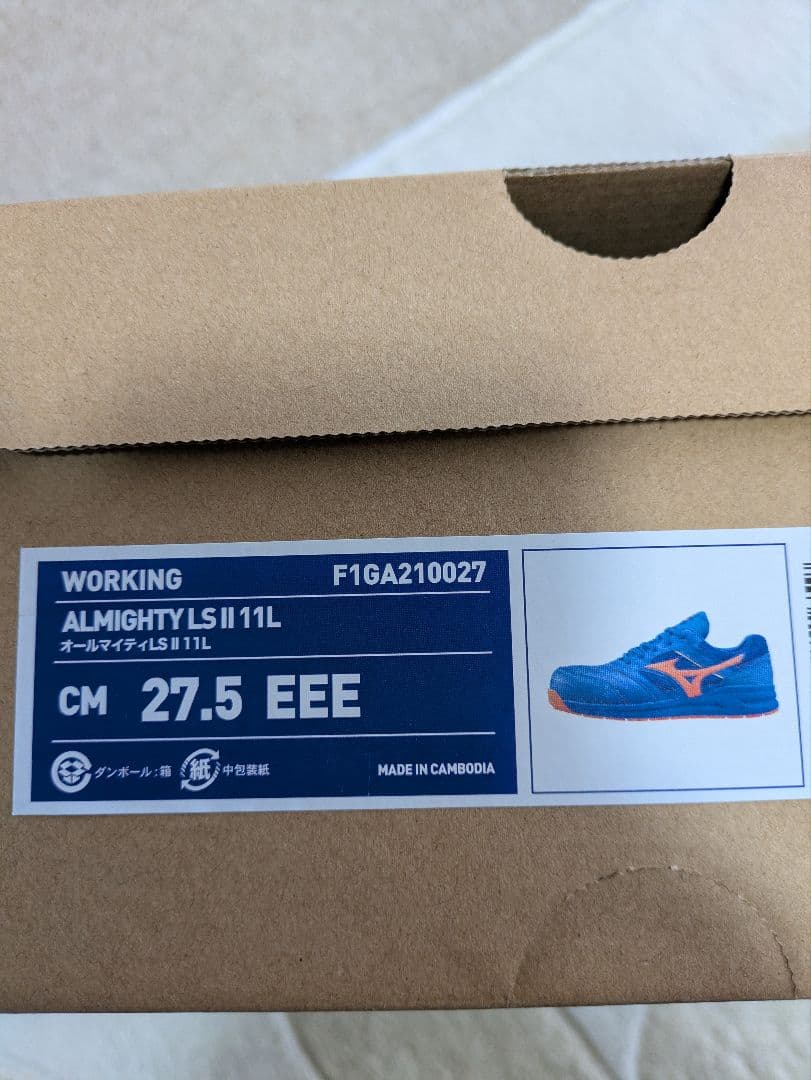 WORKING F1GA210027
ALMIGHTY LS II 11L
オールマイティLS II 11L
CM 27.5 EEE
ダンボール:箱 紙 中包装紙 MADE IN CAMBODIA